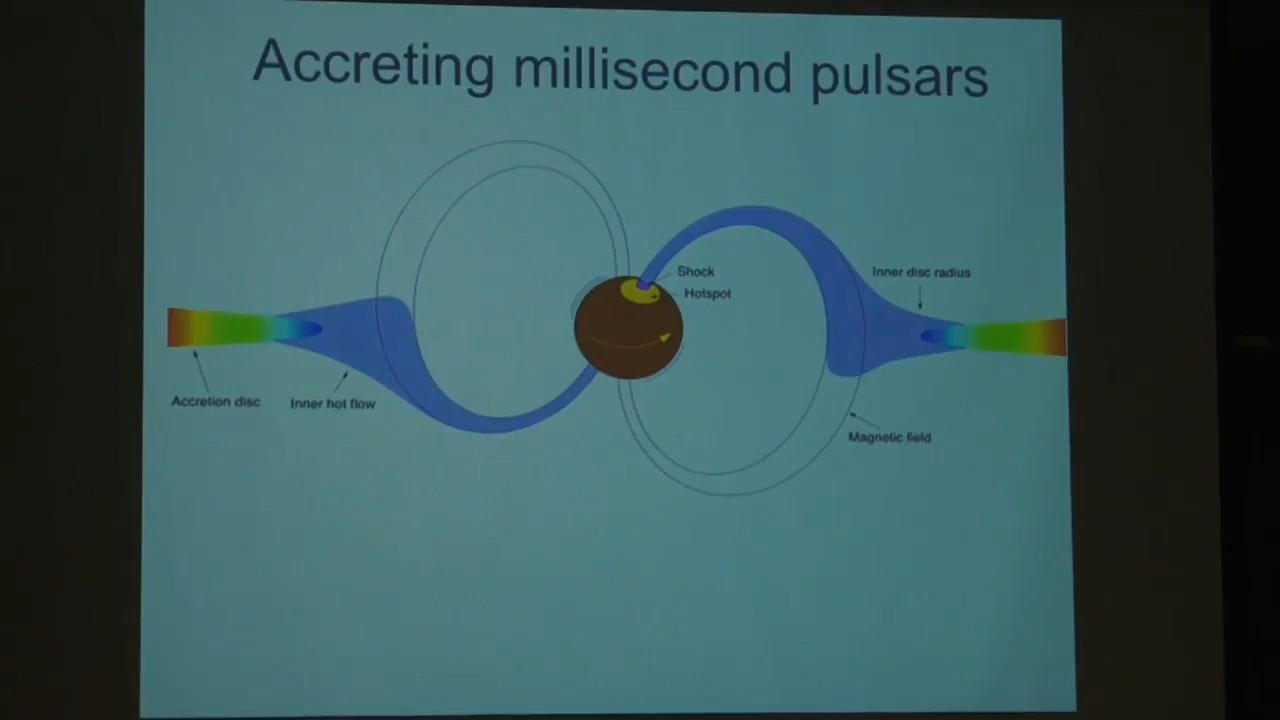 Accreting millisecond pulsars
Shock
Hotspot
Inner disc radius
Accretion disc
Inner hot flow
Magnetic field